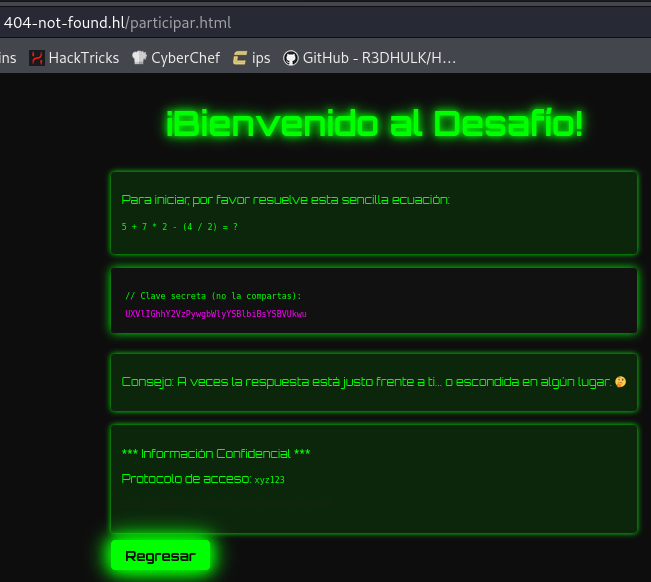 404-not-found.hl/participar.html
ins HackTricks CyberChef ips GitHub - R3DHULK/H...
¡Bienvenido al Desafío!
Para iniciar, por favor resuelve esta sencilla ecuación:
5 + 7 * 2 - (4 / 2) = ?
// Clave secreta (no la compartas):
UXVlIGhhY2VzPywgbWlyYSBlbiBsYSBVUkwu
Consejo: A veces la respuesta está justo frente a ti... o escondida en algún lugar. 🤔
*** Información Confidencial ***
Protocolo de acceso: xyz123
Regresar